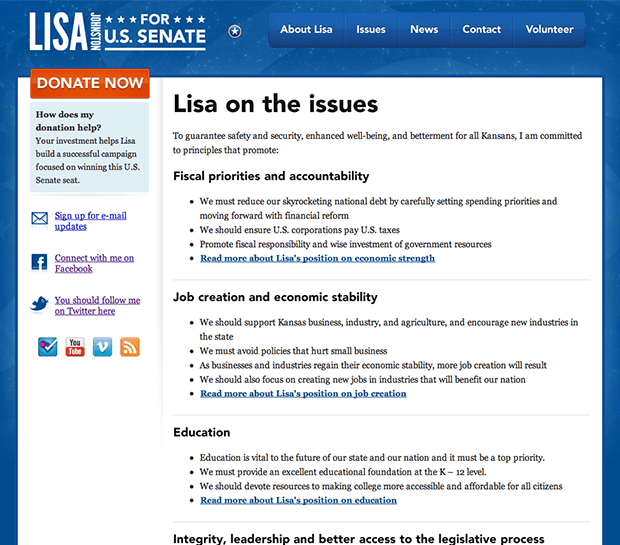 LISA JOHNSTON ★★★ FOR ★★★ U.S. SENATE
About Lisa
Issues
News
Contact
Volunteer
DONATE NOW
How does my
donation help?
Your investment helps Lisa
build a successful campaign
focused on winning this U.S.
Senate seat.
Sign up for e-mail
updates
Connect with me on
Facebook
You should follow me
on Twitter here
You
Tube
Lisa on the issues
To guarantee safety and security, enhanced well-being, and betterment for all Kansans, I am committed
to principles that promote:
Fiscal priorities and accountability
• We must reduce our skyrocketing national debt by carefully setting spending priorities and
moving forward with financial reform
• We should ensure U.S. corporations pay U.S. taxes
• Promote fiscal responsibility and wise investment of government resources
• Read more about Lisa's position on economic strength
Job creation and economic stability
• We should support Kansas business, industry, and agriculture, and encourage new industries in
the state
• We must avoid policies that hurt small business
• As businesses and industries regain their economic stability, more job creation will result
• We should also focus on creating new jobs in industries that will benefit our nation
• Read more about Lisa's position on job creation
Education
• Education is vital to the future of our state and our nation and it must be a top priority.
• We must provide an excellent educational foundation at the K – 12 level.
• We should devote resources to making college more accessible and affordable for all citizens
• Read more about Lisa's position on education
Integrity, leadership and better access to the legislative process